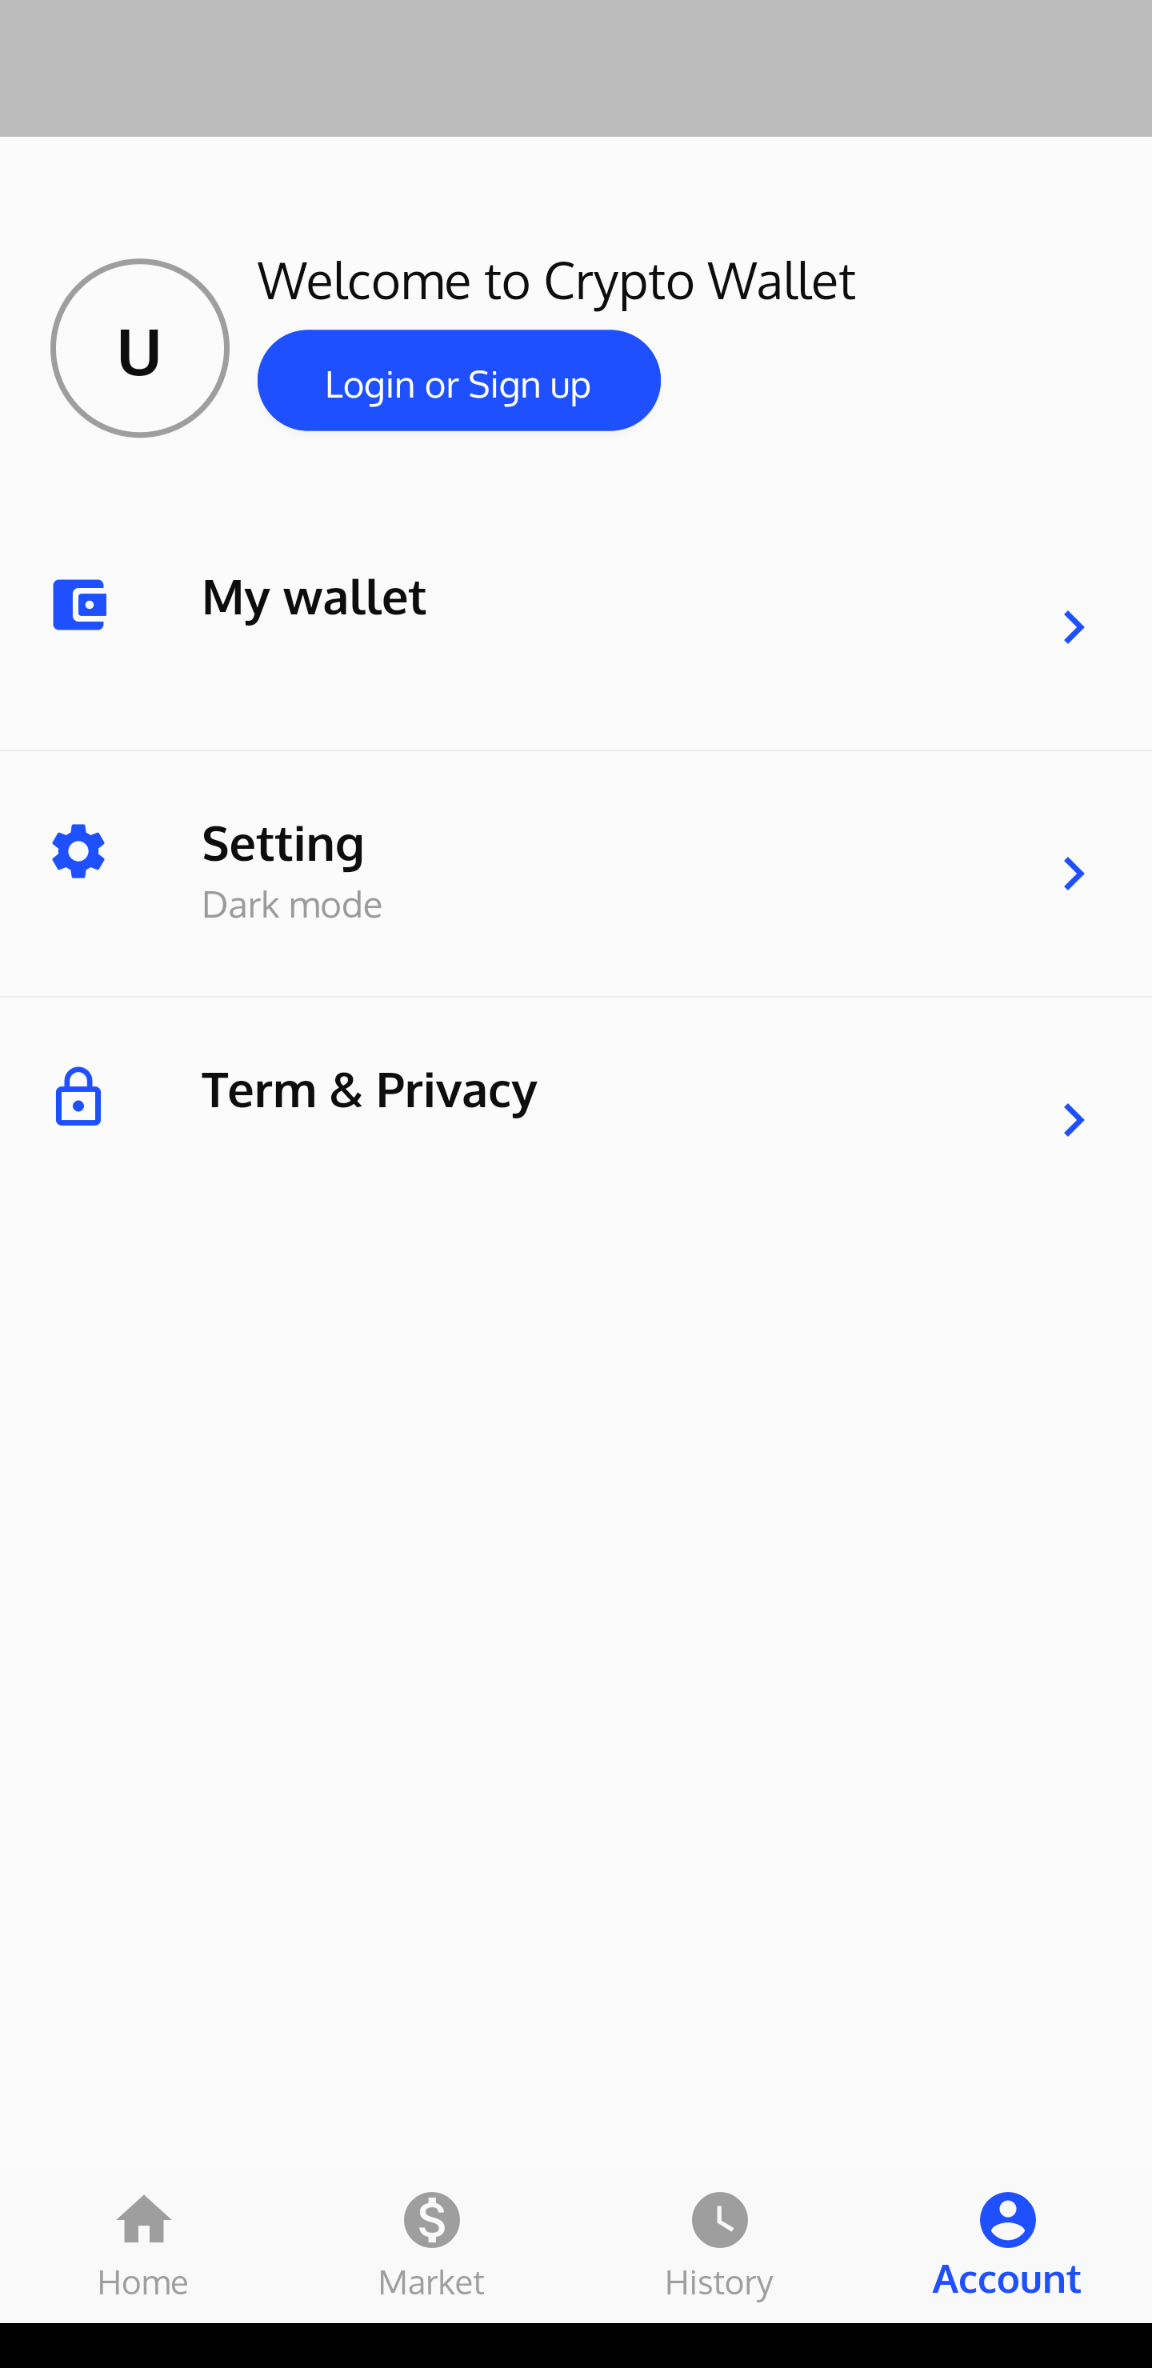 Welcome to Crypto Wallet
U
Login or Sign up
My wallet
Setting
Dark mode
Term & Privacy
Home
Market
History
Account